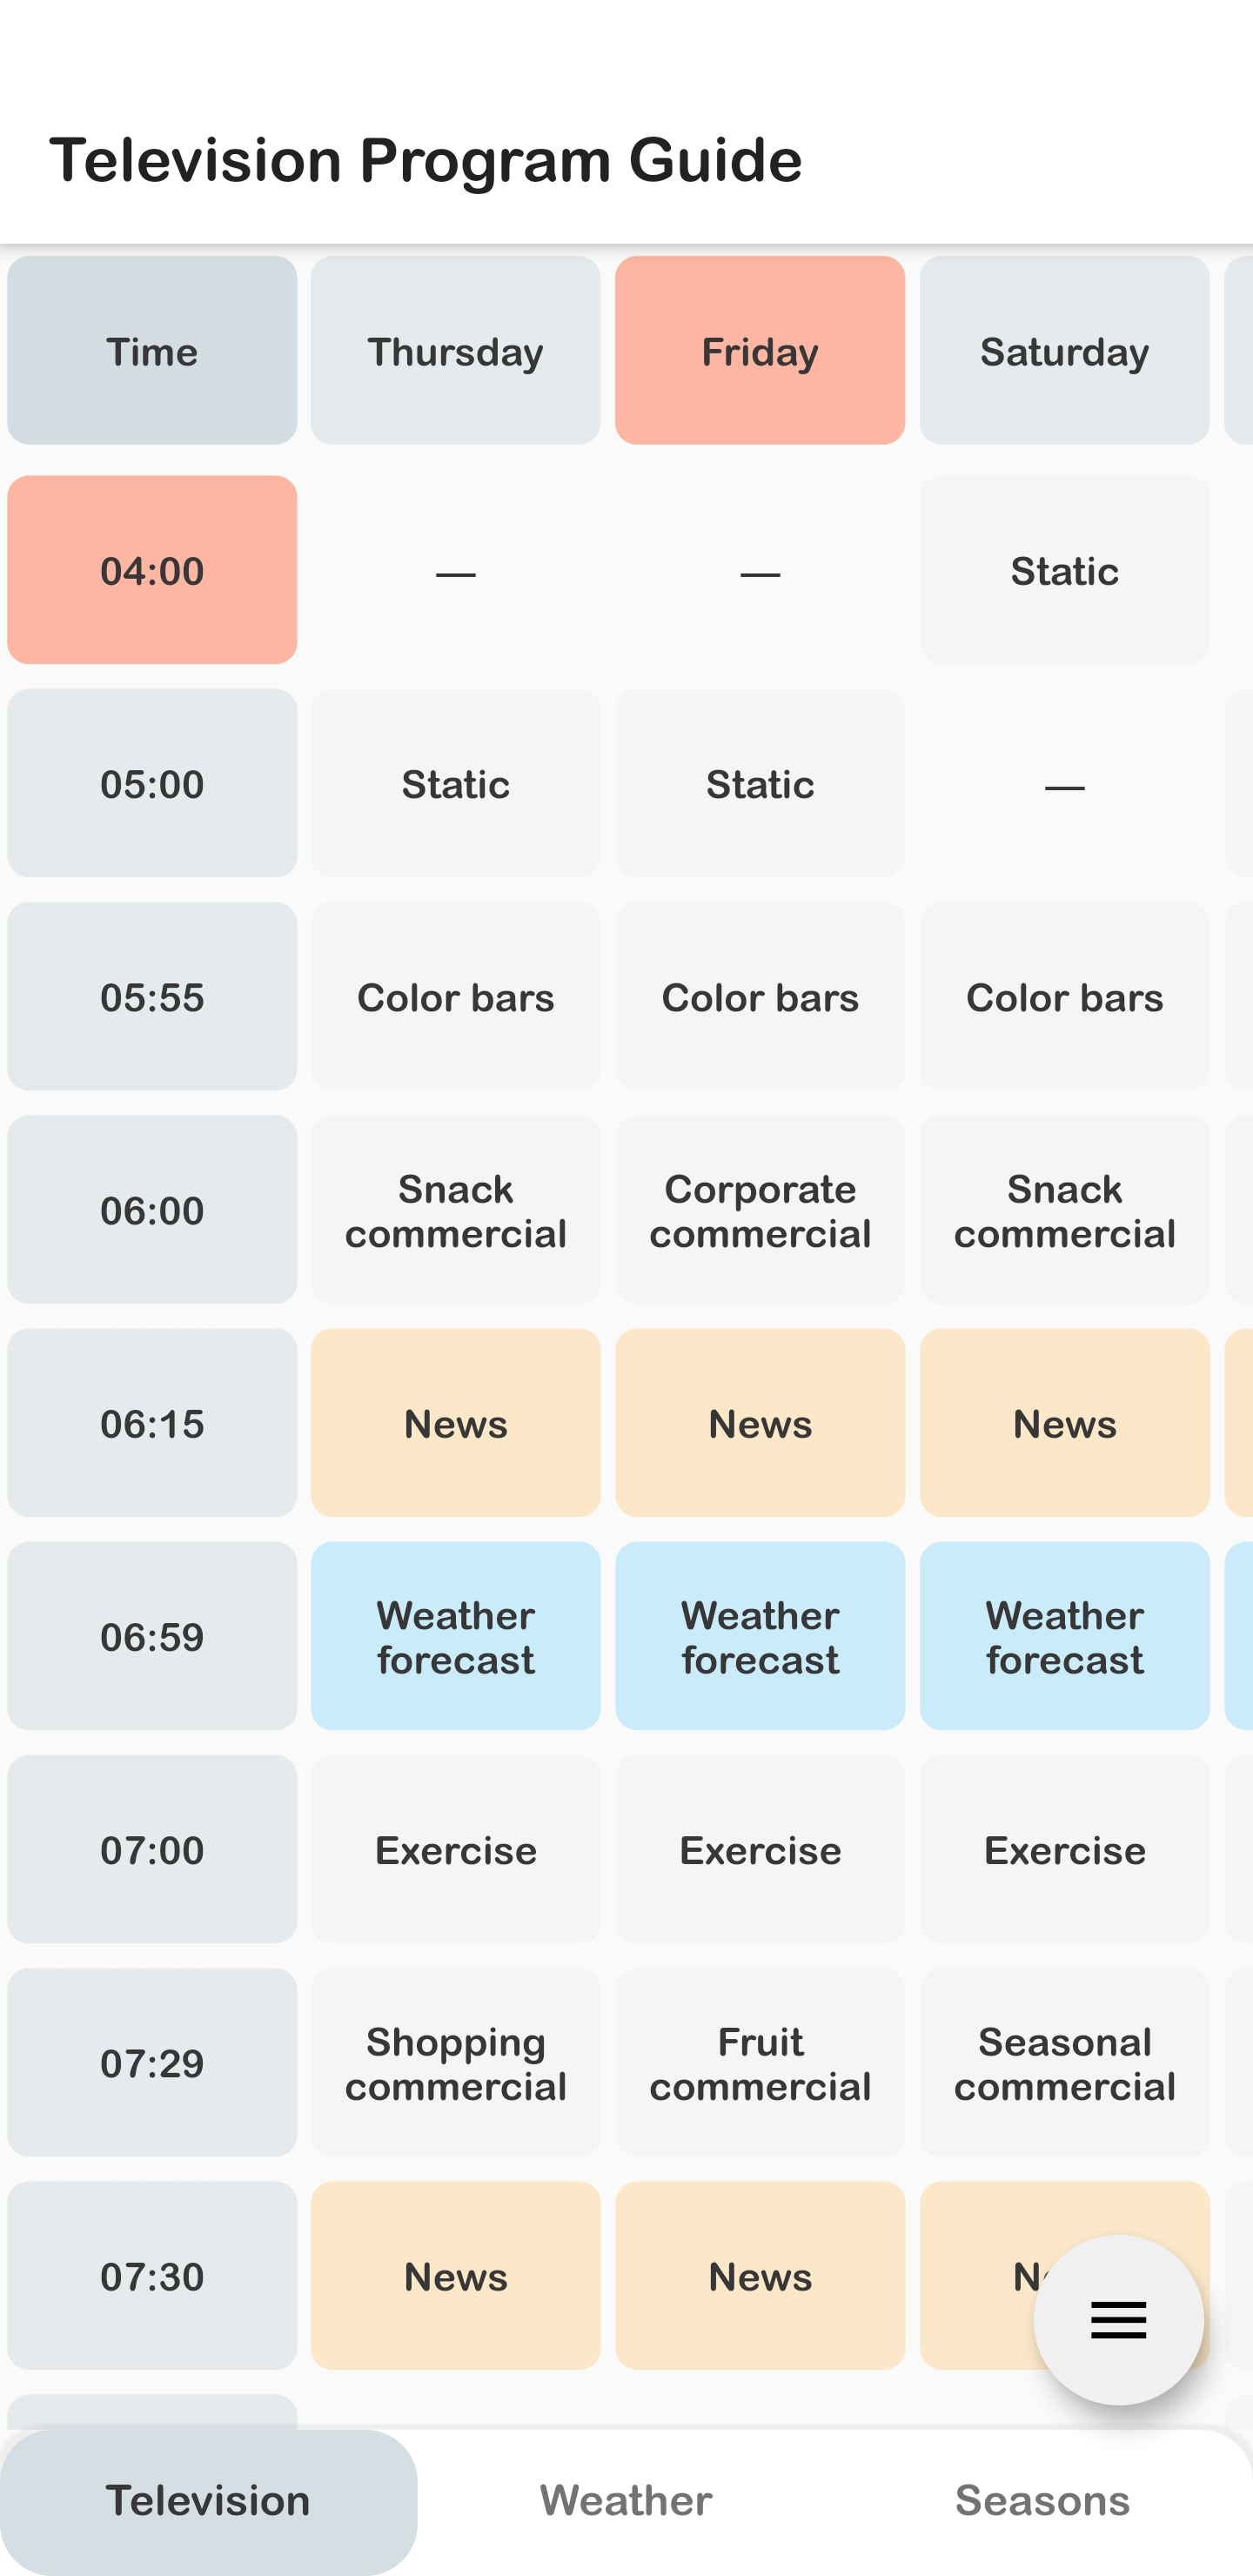 Television Program Guide
Time Thursday Friday Saturday
04:00 — — Static
05:00 Static Static —
05:55 Color bars Color bars Color bars
06:00 Snack commercial Corporate commercial Snack commercial
06:15 News News News
06:59 Weather forecast Weather forecast Weather forecast
07:00 Exercise Exercise Exercise
07:29 Shopping commercial Fruit commercial Seasonal commercial
07:30 News News
Television Weather Seasons